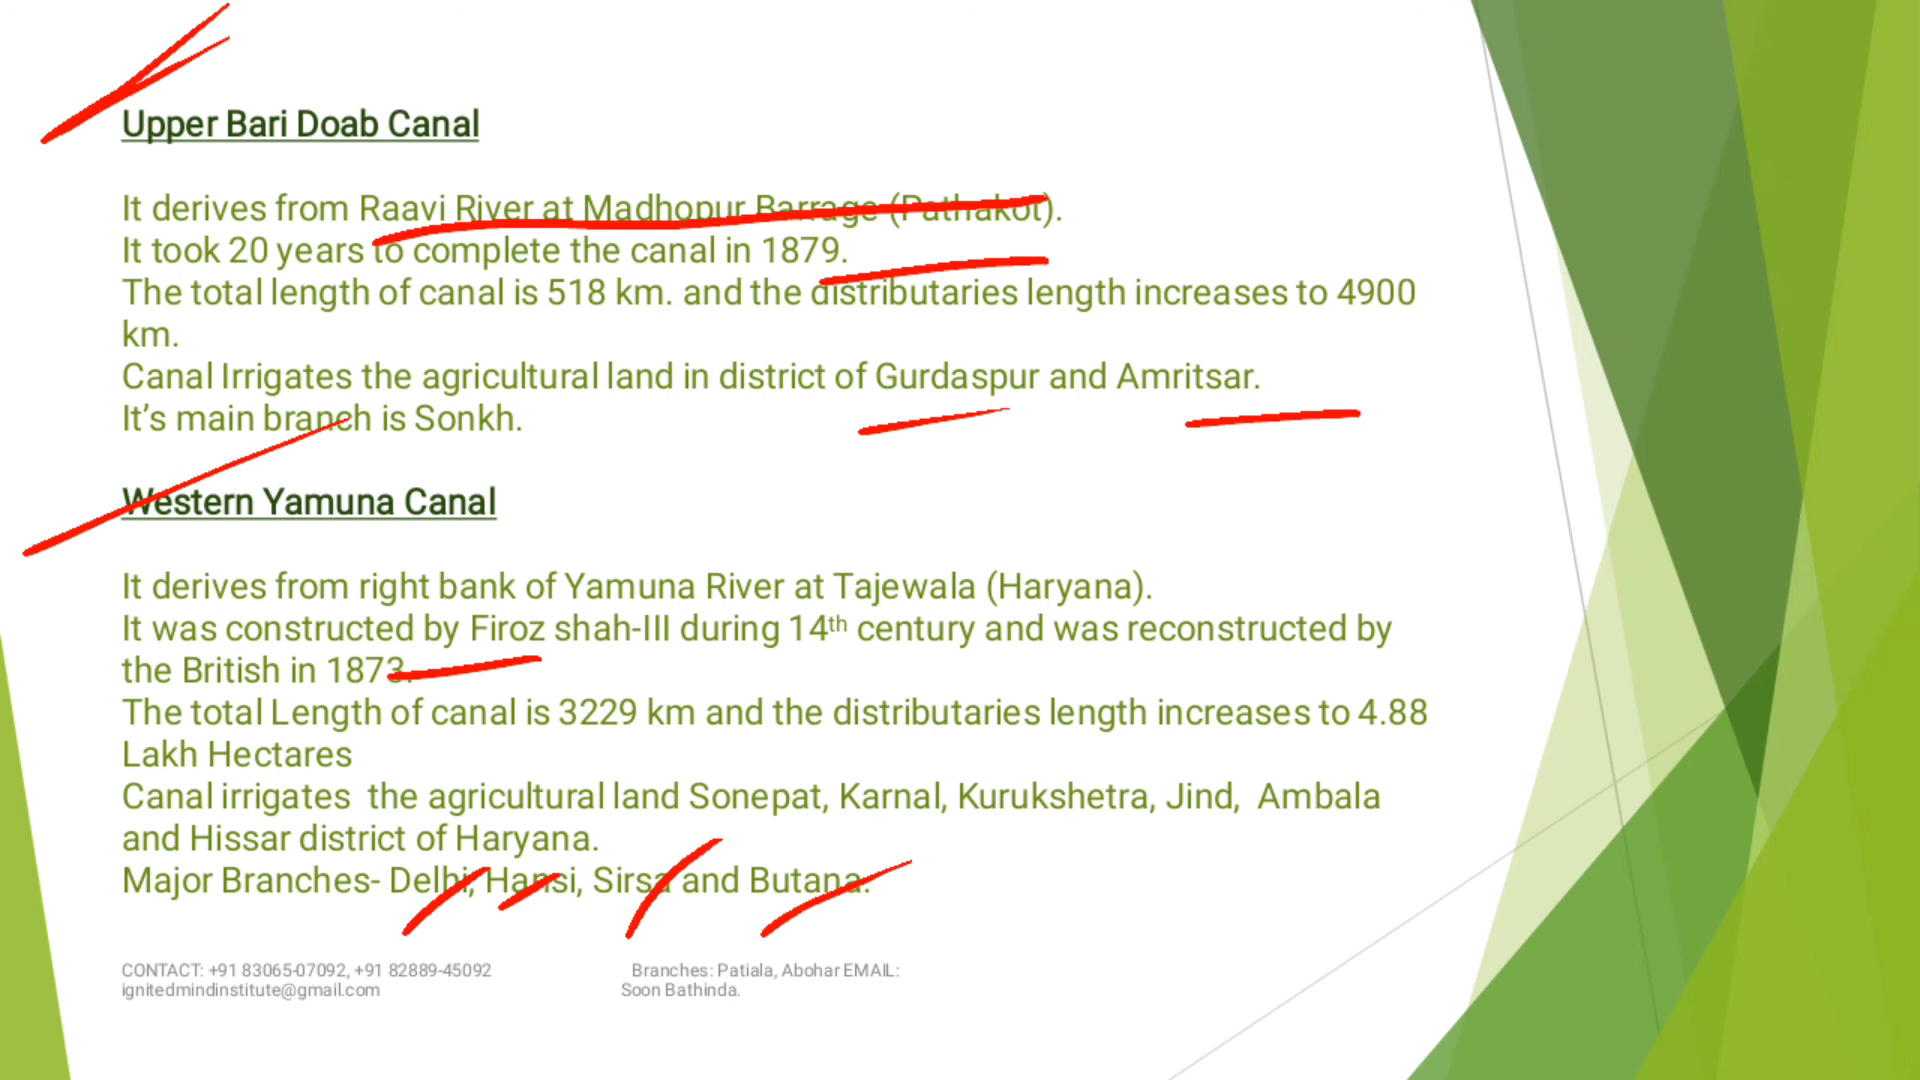 Upper Bari Doab Canal
It derives from Raavi River at Madhopur Barrage (Pathakot).
It took 20 years to complete the canal in 1879.
The total length of canal is 518 km. and the distributaries length increases to 4900
km.
Canal Irrigates the agricultural land in district of Gurdaspur and Amritsar.
It’s main branch is Sonkh.
Western Yamuna Canal
It derives from right bank of Yamuna River at Tajewala (Haryana).
It was constructed by Firoz shah-III during 14th century and was reconstructed by
the British in 1873.
The total Length of canal is 3229 km and the distributaries length increases to 4.88
Lakh Hectares
Canal irrigates  the agricultural land Sonepat, Karnal, Kurukshetra, Jind,  Ambala
and Hissar district of Haryana.
Major Branches- Delhi, Hansi, Sirsa and Butana.
CONTACT: +91 83065-07092, +91 82889-45092 Branches: Patiala, Abohar EMAIL:
ignitedmindinstitute@gmail.com Soon Bathinda.